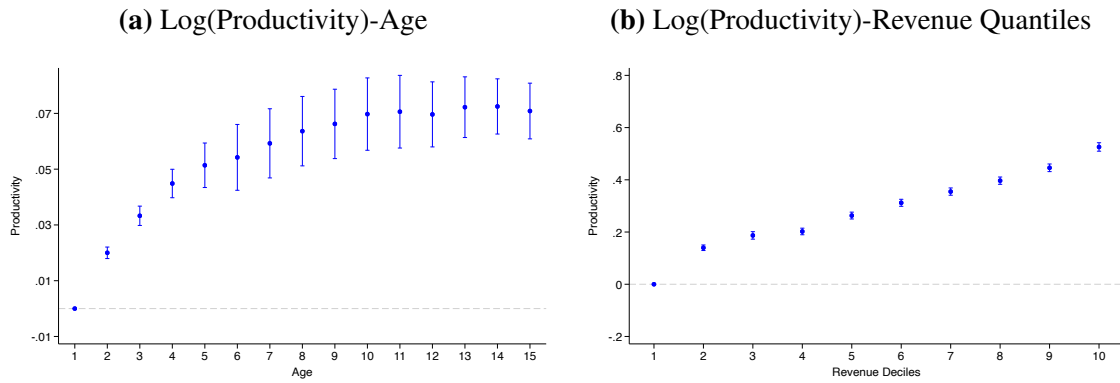 (a) Log(Productivity)-Age
(b) Log(Productivity)-Revenue Quantiles
.07
.05
.03
.01
-.01
Productivity
1 2 3 4 5 6 7 8 9 10 11 12 13 14 15
Age
.8
.6
.4
.2
0
-.2
Productivity
1 2 3 4 5 6 7 8 9 10
Revenue Deciles